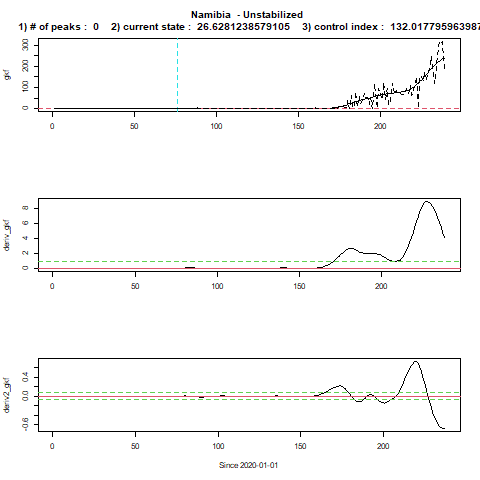 Namibia - Unstabilized
1) # of peaks : 0 2) current state : 26.6281238579105 3) control index : 132.017795963987
gkf
0 100 200 300
0 50 100 150 200
deriv_gkf
0 2 4 6 8
0 50 100 150 200
deriv2_gkf
-0.6 0.0 0.4
0 50 100 150 200
Since 2020-01-01